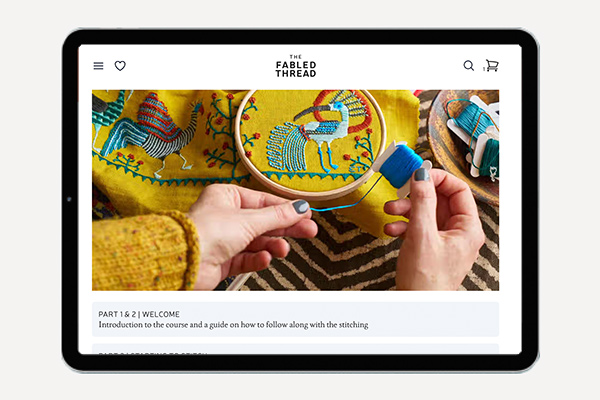 THE
FABLED
THREAD
1
PART 1 & 2 | WELCOME
Introduction to the course and a guide on how to follow along with the stitching